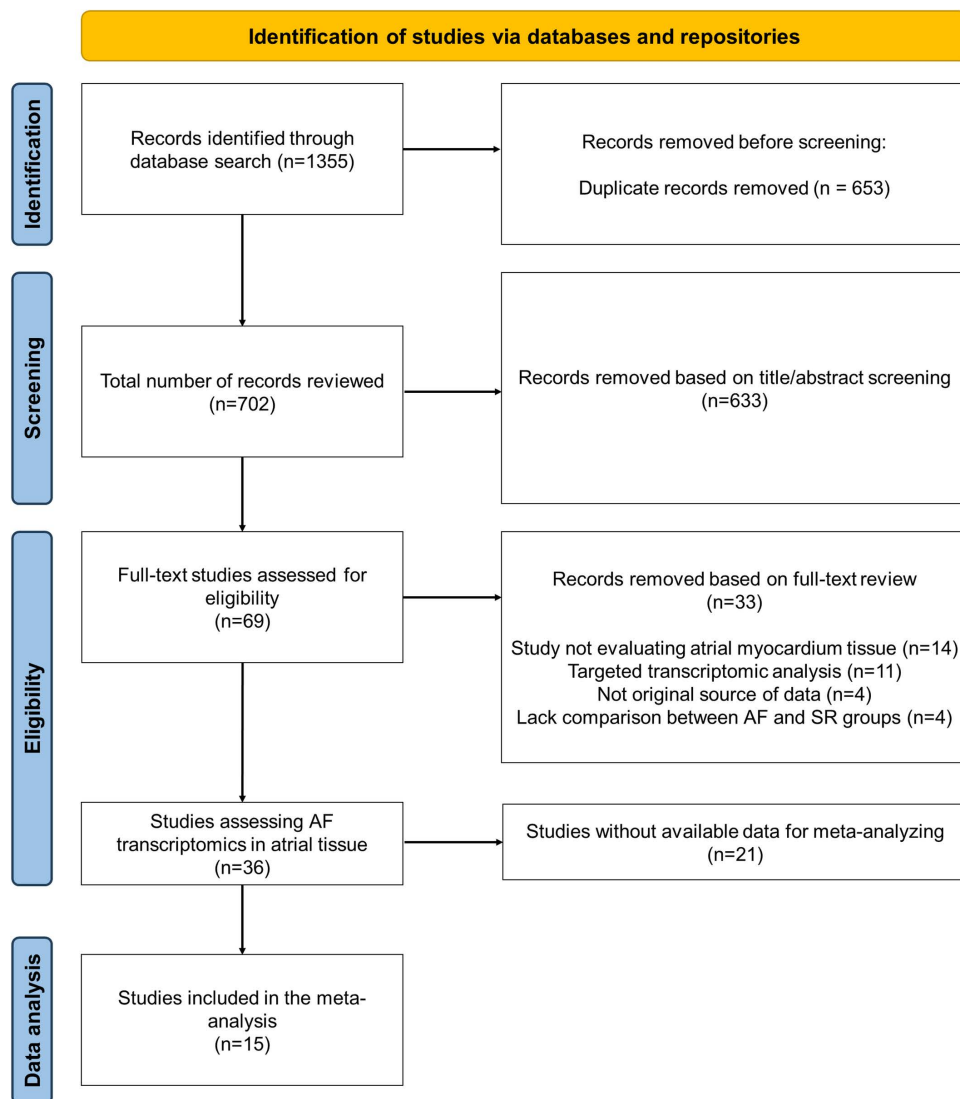 Identification of studies via databases and repositories
Identification
Records identified through
database search (n=1355)
Records removed before screening:
Duplicate records removed (n = 653)
Screening
Total number of records reviewed
(n=702)
Records removed based on title/abstract screening
(n=633)
Eligibility
Full-text studies assessed for
eligibility
(n=69)
Records removed based on full-text review
(n=33)
Study not evaluating atrial myocardium tissue (n=14)
Targeted transcriptomic analysis (n=11)
Not original source of data (n=4)
Lack comparison between AF and SR groups (n=4)
Studies assessing AF
transcriptomics in atrial tissue
(n=36)
Studies without available data for meta-analyzing
(n=21)
Data analysis
Studies included in the meta-
analysis
(n=15)